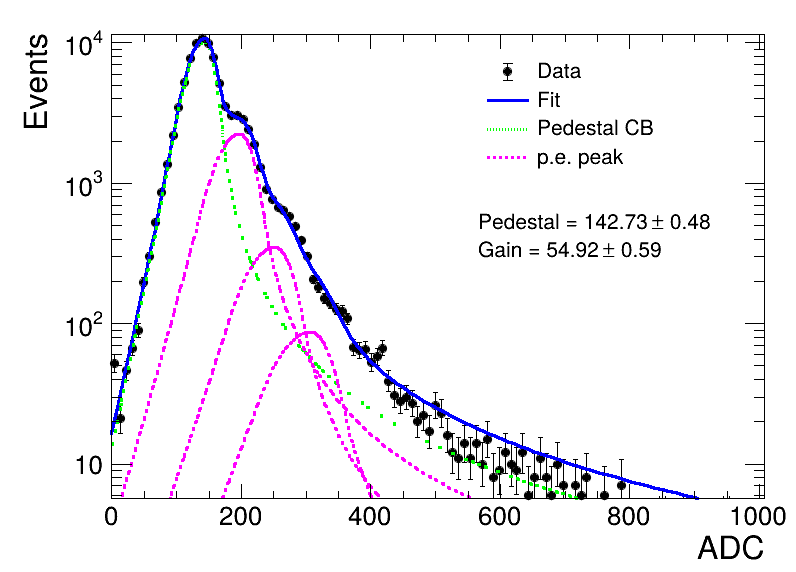 Events
10⁴
10³
10²
10
Data
Fit
Pedestal CB
p.e. peak
Pedestal = 142.73 ± 0.48
Gain = 54.92 ± 0.59
0 200 400 600 800 1000
ADC